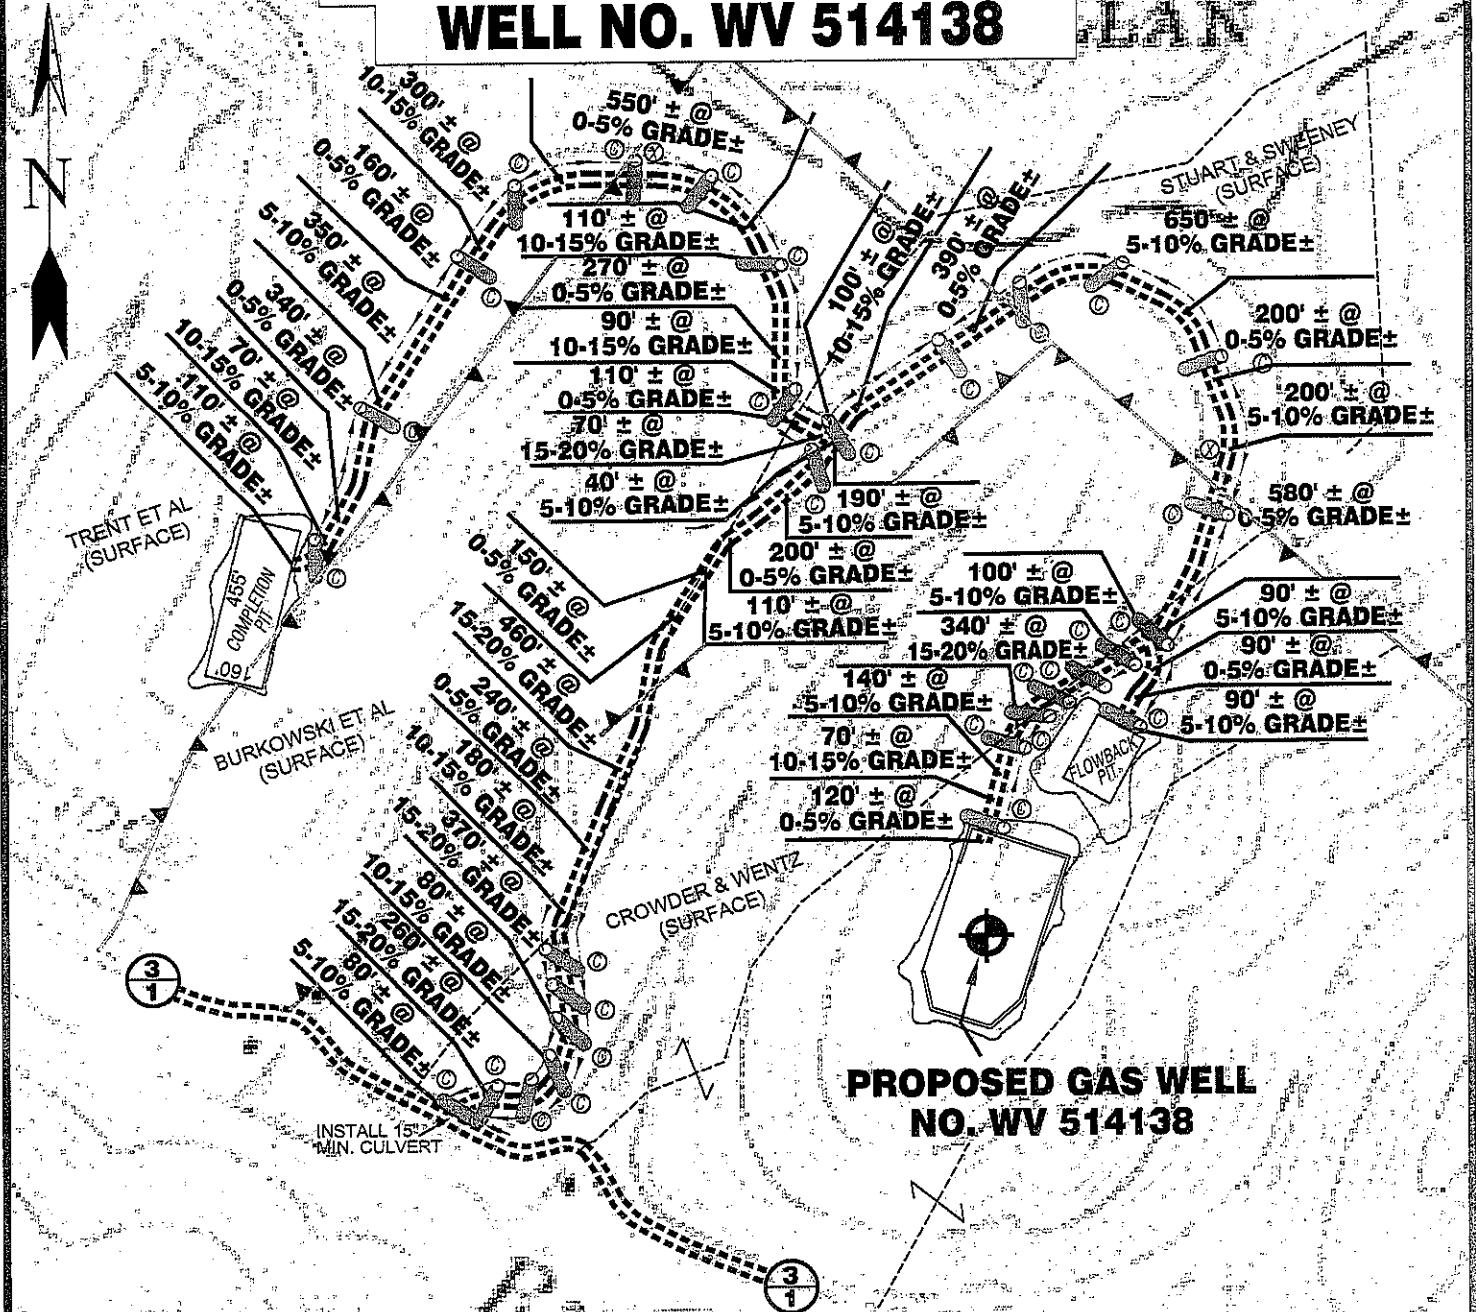 WELL NO. WV 514138
N
300' ± @
10-15% GRADE±
160' ± @
0-5% GRADE±
350' ± @
5-10% GRADE±
340' ± @
0-5% GRADE±
70' ± @
10-15% GRADE±
110' ± @
5-10% GRADE±
550' ± @
0-5% GRADE±
110' ± @
10-15% GRADE±
270' ± @
0-5% GRADE±
90' ± @
10-15% GRADE±
110' ± @
0-5% GRADE±
70' ± @
15-20% GRADE±
40' ± @
5-10% GRADE±
100' ± @
10-15% GRADE±
390' ± @
0-5% GRADE±
STUART & SWEENEY
(SURFACE)
650' ± @
5-10% GRADE±
200' ± @
0-5% GRADE±
200' ± @
5-10% GRADE±
580' ± @
0-5% GRADE±
190' ± @
5-10% GRADE±
200' ± @
0-5% GRADE±
110' ± @
5-10% GRADE±
100' ± @
5-10% GRADE±
340' ± @
15-20% GRADE±
140' ± @
5-10% GRADE±
70' ± @
10-15% GRADE±
120' ± @
0-5% GRADE±
90' ± @
5-10% GRADE±
90' ± @
0-5% GRADE±
90' ± @
5-10% GRADE±
TRENT ET AL
(SURFACE)
455'
COMPLETION
PIT
160'
BURKOWSKI ET AL
(SURFACE)
150' ± @
0-5% GRADE±
460' ± @
15-20% GRADE±
240' ± @
0-5% GRADE±
180' ± @
10-15% GRADE±
370' ± @
15-20% GRADE±
80' ± @
10-15% GRADE±
260' ± @
15-20% GRADE±
80' ± @
5-10% GRADE±
FLOWBACK
PIT
CROWDER & WENTZ
(SURFACE)
3
1
INSTALL 15"
MIN. CULVERT
PROPOSED GAS WELL
NO. WV 514138
3
1